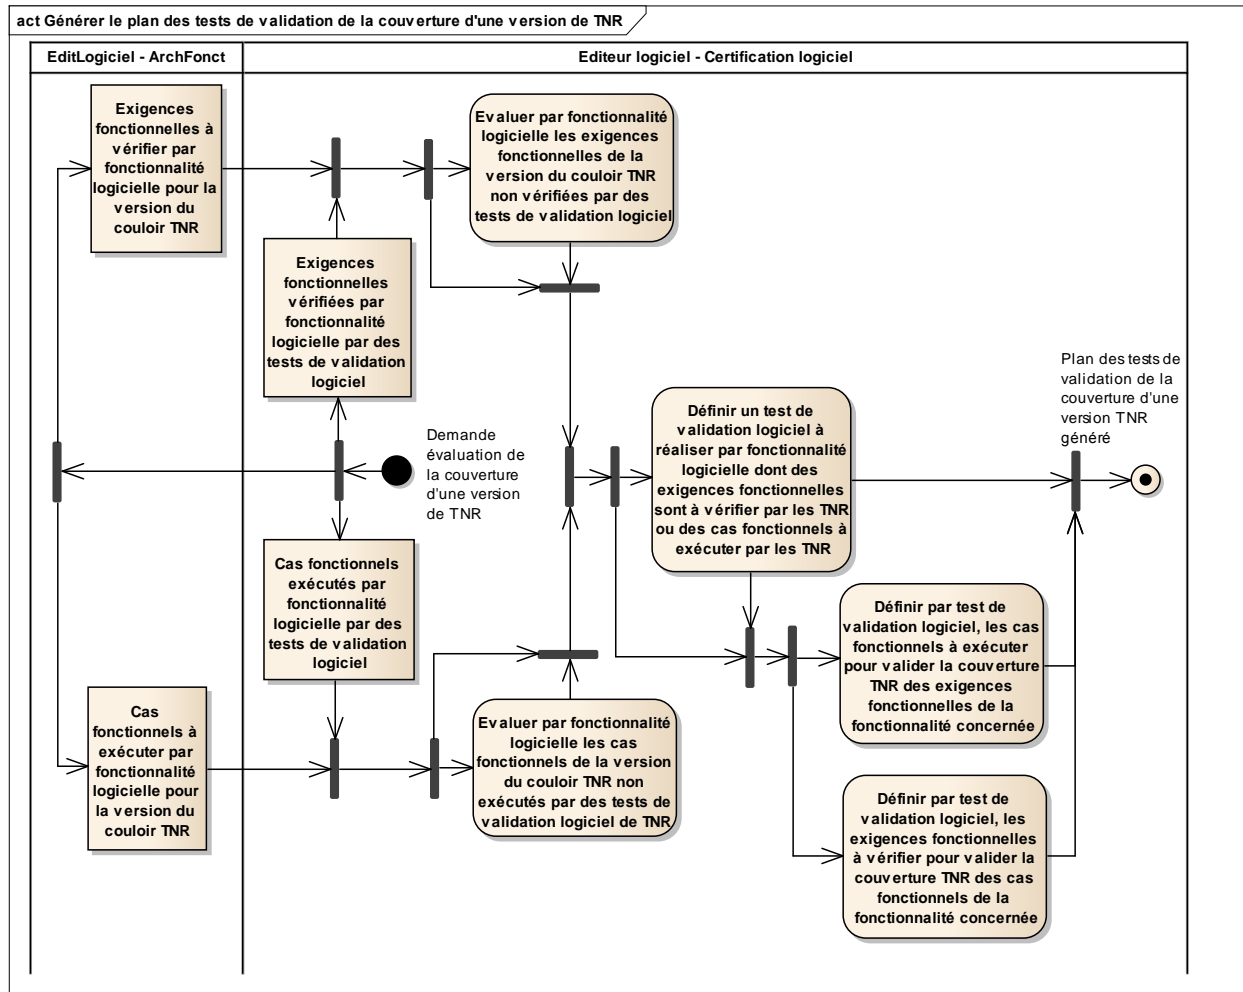 act Générer le plan des tests de validation de la couverture d'une version de TNR
EditLogiciel - ArchFonct
Editeur logiciel - Certification logiciel
Exigences
fonctionnelles à
vérifier par
fonctionnalité
logicielle pour la
version du
couloir TNR
Evaluer par fonctionnalité
logicielle les exigences
fonctionnelles de la
version du couloir TNR
non vérifiées par des
tests de validation logiciel
Exigences
fonctionnelles
vérifiées par
fonctionnalité
logicielle par des
tests de validation
logiciel
Plan des tests de
validation de la
couverture d'une
version TNR
généré
Demande
évaluation de
la couverture
d'une version
de TNR
Définir un test de
validation logiciel à
réaliser par fonctionnalité
logicielle dont des
exigences fonctionnelles
sont à vérifier par les TNR
ou des cas fonctionnels à
exécuter par les TNR
Cas fonctionnels
exécutés par
fonctionnalité
logicielle par des
tests de validation
logiciel
Définir par test de
validation logiciel, les cas
fonctionnels à exécuter
pour valider la couverture
TNR des exigences
fonctionnelles de la
fonctionnalité concernée
Cas
fonctionnels à
exécuter par
fonctionnalité
logicielle pour
la version du
couloir TNR
Evaluer par fonctionnalité
logicielle les cas
fonctionnels de la version
du couloir TNR non
exécutés par des tests de
validation logiciel de TNR
Définir par test de
validation logiciel, les
exigences fonctionnelles
à vérifier pour valider la
couverture TNR des cas
fonctionnels de la
fonctionnalité concernée